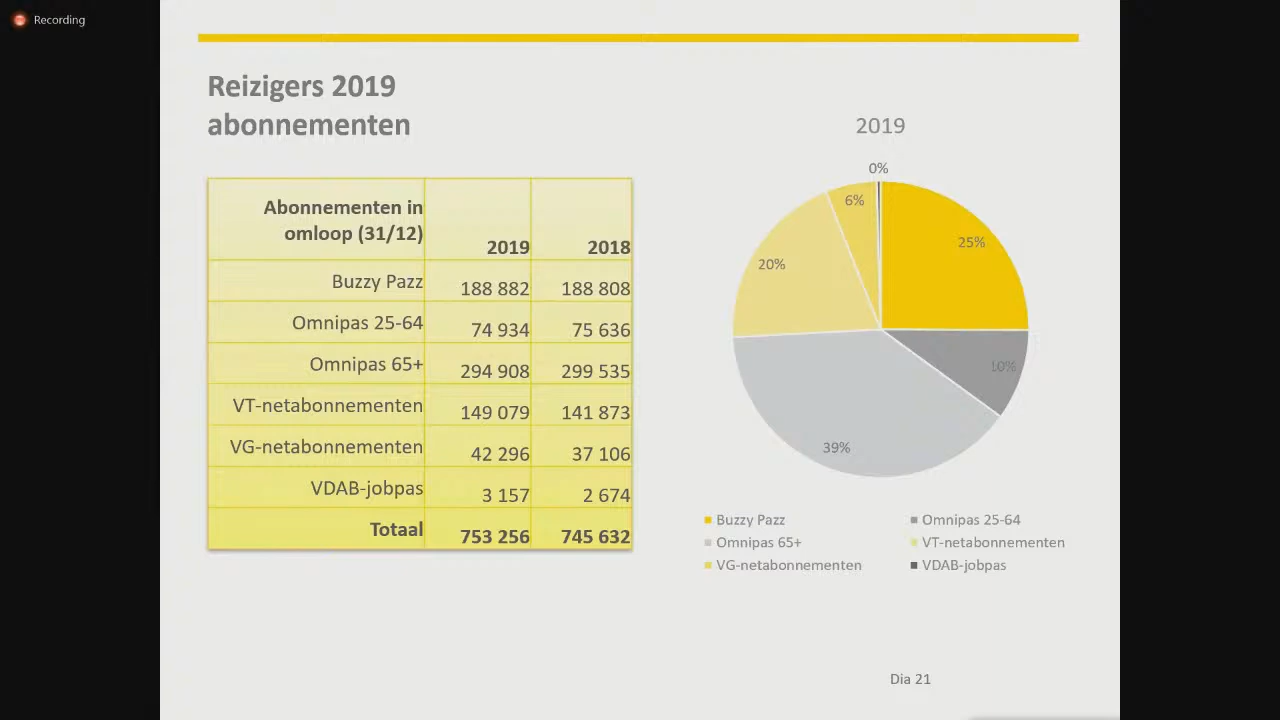 Recording
Reizigers 2019
abonnementen
Abonnementen in
omloop (31/12) 2019 2018
Buzzy Pazz 188 882 188 808
Omnipas 25-64 74 934 75 636
Omnipas 65+ 294 908 299 535
VT-netabonnementen 149 079 141 873
VG-netabonnementen 42 296 37 106
VDAB-jobpas 3 157 2 674
Totaal 753 256 745 632
2019
0%
6%
25%
20%
10%
39%
Buzzy Pazz Omnipas 25-64
Omnipas 65+ VT-netabonnementen
VG-netabonnementen VDAB-jobpas
Dia 21